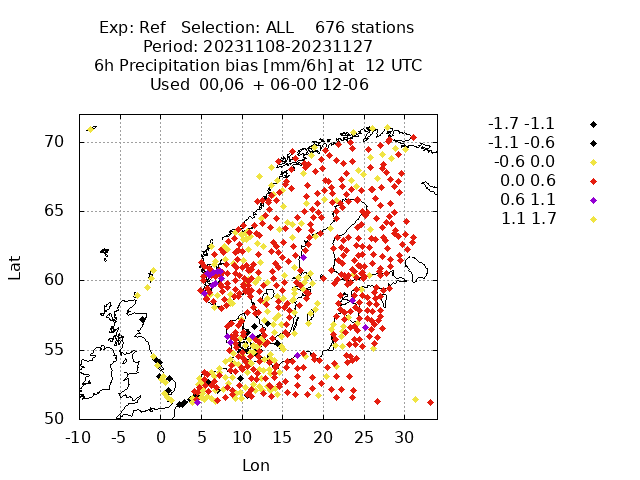 Exp: Ref   Selection: ALL    676 stations
Period: 20231108-20231127
6h Precipitation bias [mm/6h] at  12 UTC
Used 00,06 + 06-00 12-06
-1.7 -1.1
-1.1 -0.6
-0.6 0.0
0.0 0.6
0.6 1.1
1.1 1.7
70
65
60
55
50
Lat
-10 -5 0 5 10 15 20 25 30
Lon